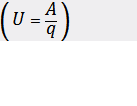 (U = A/q)